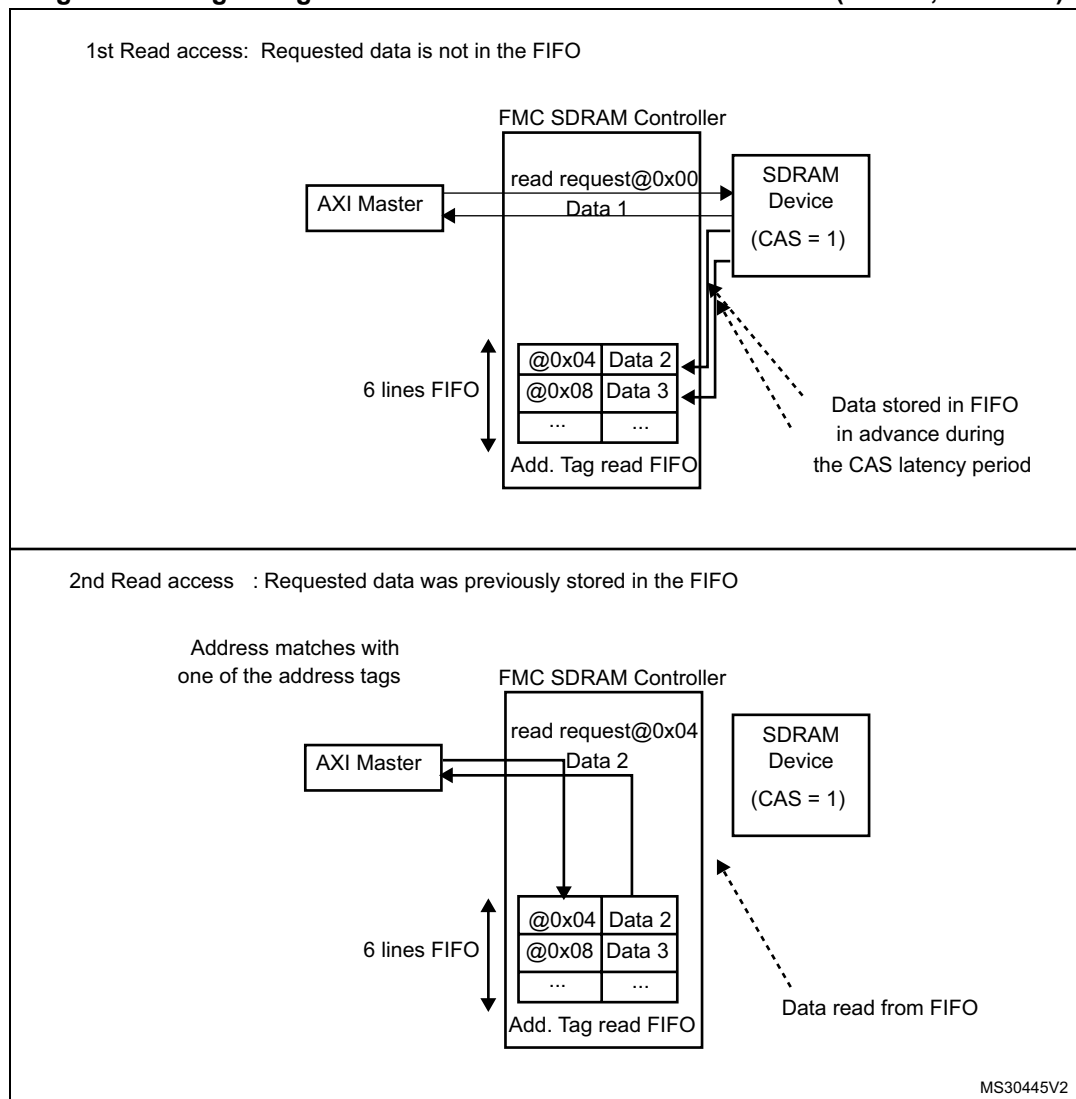 1st Read access: Requested data is not in the FIFO
FMC SDRAM Controller
read request@0x00
Data 1
AXI Master
SDRAM
Device
(CAS = 1)
6 lines FIFO
@0x04 Data 2
@0x08 Data 3
... ...
Add. Tag read FIFO
Data stored in FIFO
in advance during
the CAS latency period
2nd Read access : Requested data was previously stored in the FIFO
Address matches with
one of the address tags
FMC SDRAM Controller
read request@0x04
Data 2
AXI Master
SDRAM
Device
(CAS = 1)
6 lines FIFO
@0x04 Data 2
@0x08 Data 3
... ...
Add. Tag read FIFO
Data read from FIFO
MS30445V2